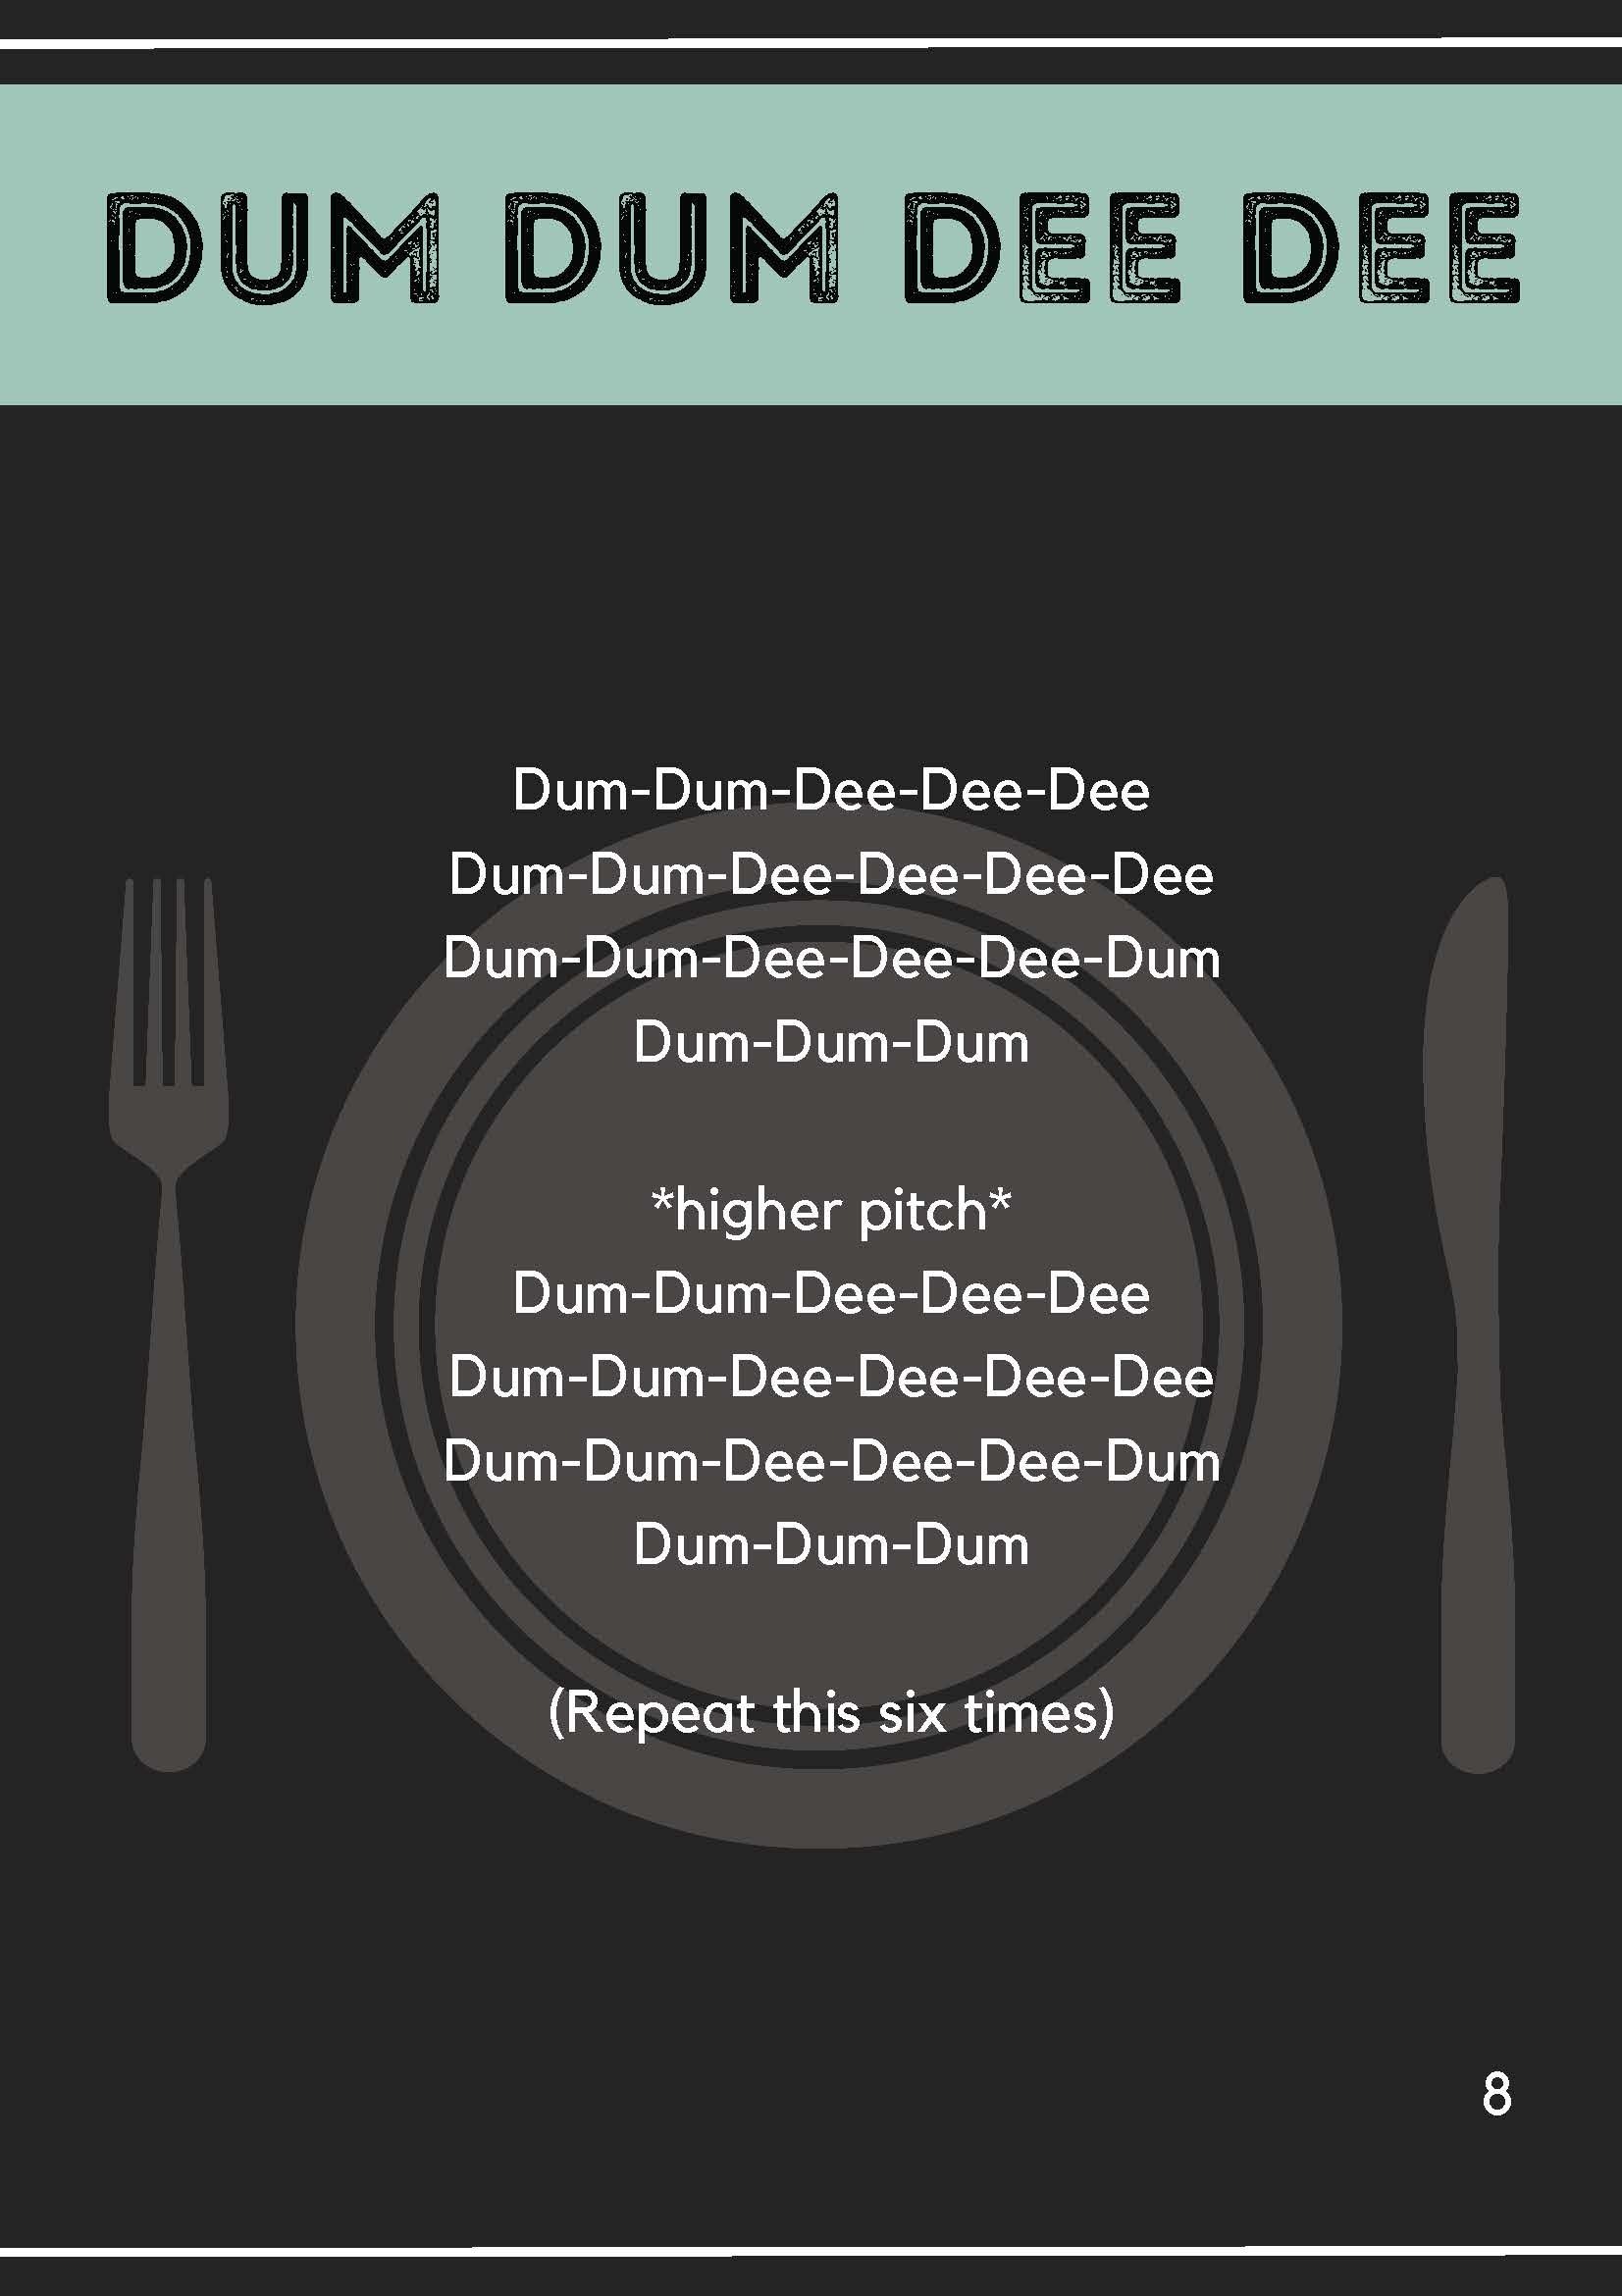 DUM DUM DEE DEE
Dum-Dum-Dee-Dee-Dee
Dum-Dum-Dee-Dee-Dee-Dee
Dum-Dum-Dee-Dee-Dee-Dum
Dum-Dum-Dum
*higher pitch*
Dum-Dum-Dee-Dee-Dee
Dum-Dum-Dee-Dee-Dee-Dee
Dum-Dum-Dee-Dee-Dee-Dum
Dum-Dum-Dum
(Repeat this six times)
8